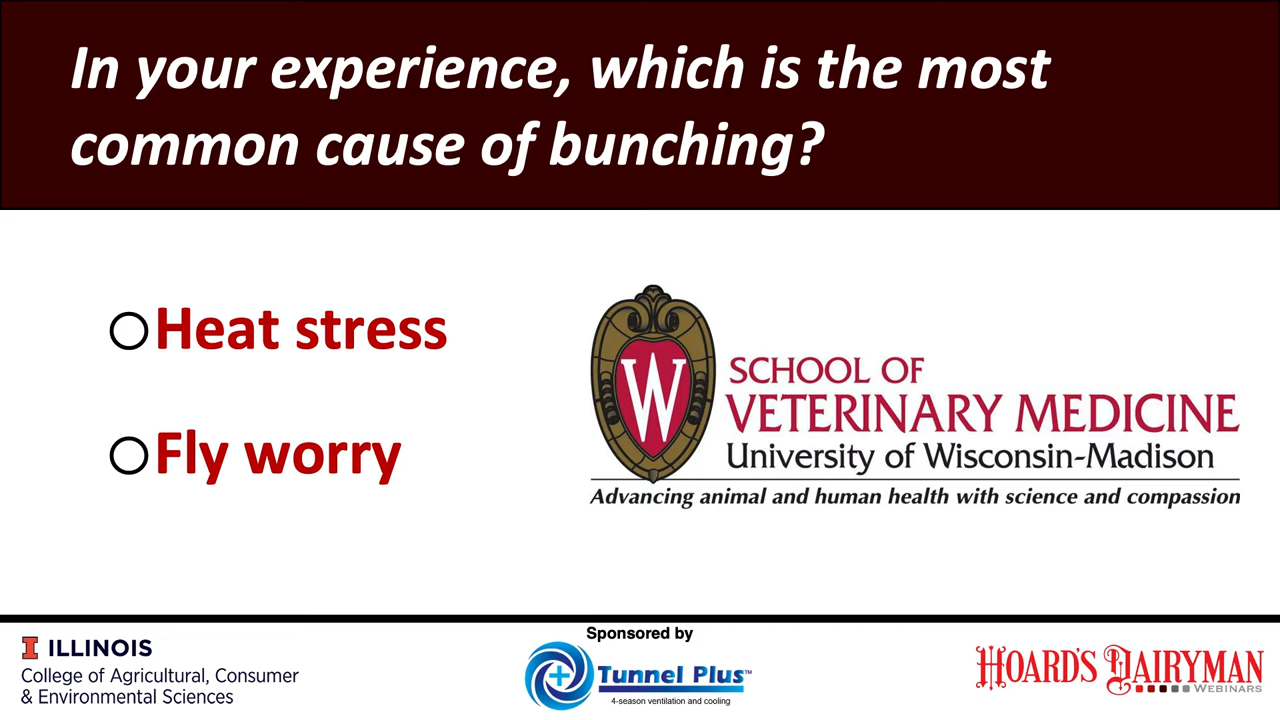 In your experience, which is the most
common cause of bunching?
Heat stress
Fly worry
W
SCHOOL OF
VETERINARY MEDICINE
University of Wisconsin-Madison
Advancing animal and human health with science and compassion
I ILLINOIS
College of Agricultural, Consumer
& Environmental Sciences
Sponsored by
Tunnel Plus™
4-season ventilation and cooling
HOARD'S DAIRYMAN
WEBINARS